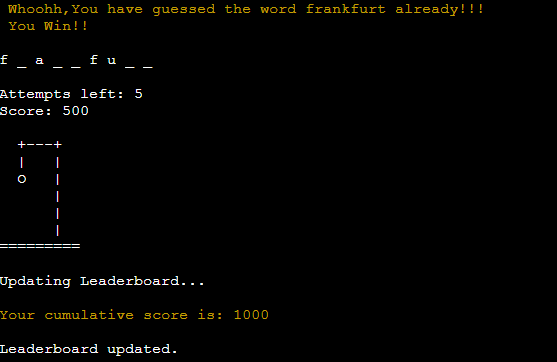 Whoohh,You have guessed the word frankfurt already!!!
You Win!!
f _ a _ _ f u _ _
Attempts left: 5
Score: 500
  +---+
  |   |
  O   |
      |
      |
      |
=========
Updating Leaderboard...
Your cumulative score is: 1000
Leaderboard updated.